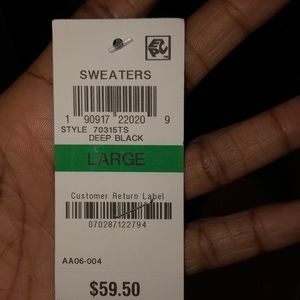 SWEATERS
1 90917 22020 9
STYLE 70315TS
DEEP BLACK
LARGE
Customer Return Label
070287122794
AA06-004
$59.50